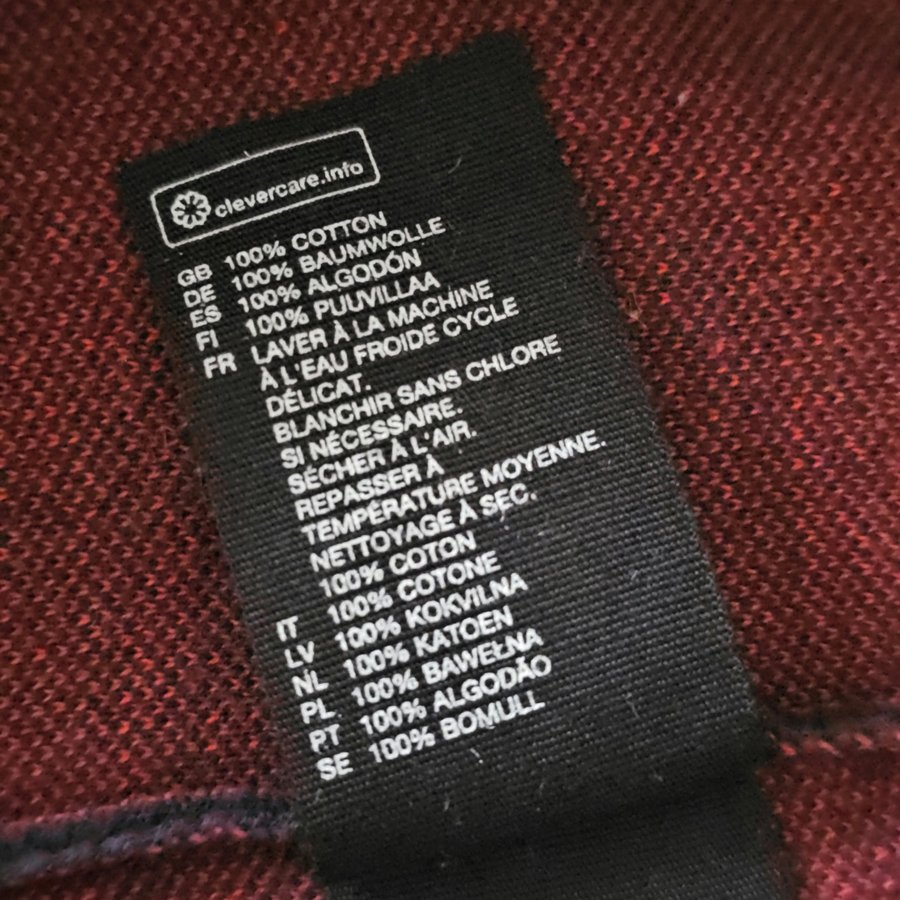 clevercare.info
GB 100% COTTON
DE 100% BAUMWOLLE
ES 100% ALGODÓN
FI 100% PUUVILLAA
FR LAVER À LA MACHINE
À L'EAU FROIDE CYCLE
DÉLICAT.
BLANCHIR SANS CHLORE
SI NÉCESSAIRE.
SÉCHER À L'AIR.
REPASSER À
TEMPÉRATURE MOYENNE.
NETTOYAGE À SEC.
100% COTON
IT 100% COTONE
LV 100% KOKVILNA
NL 100% KATOEN
PL 100% BAWEŁNA
PT 100% ALGODÃO
SE 100% BOMULL